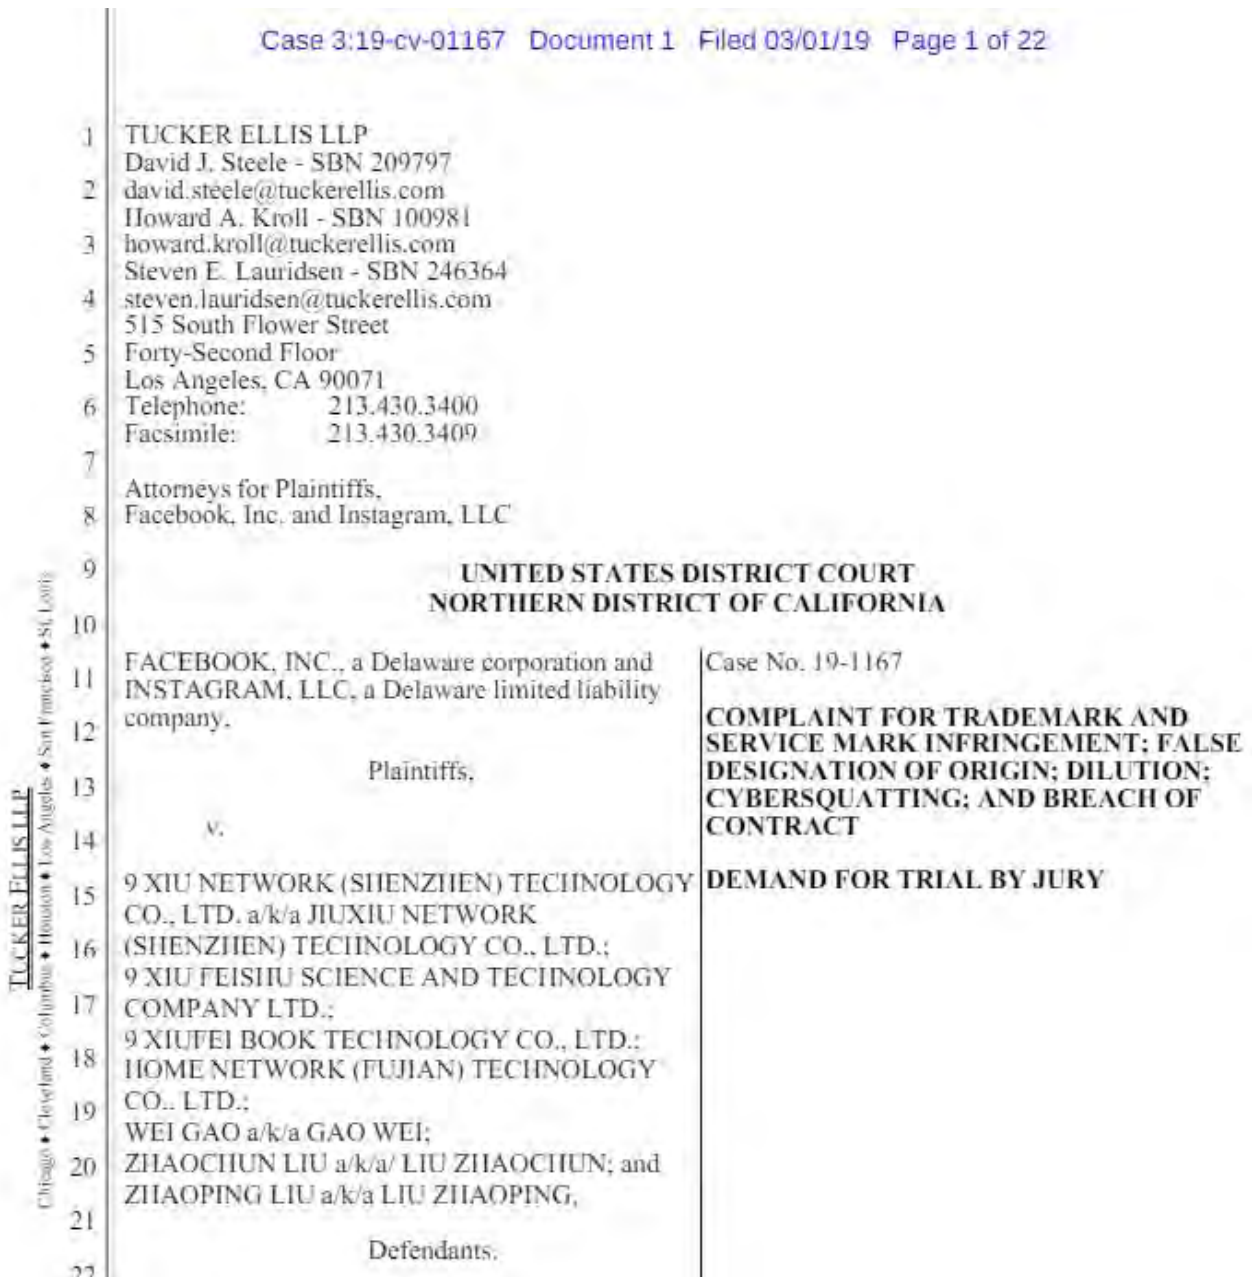 Case 3:19-cv-01167 Document 1 Filed 03/01/19 Page 1 of 22
1 TUCKER ELLIS LLP
David J. Steele - SBN 209797
2 david.steele@tuckerellis.com
Howard A. Kroll - SBN 100981
3 howard.kroll@tuckerellis.com
Steven E. Lauridsen - SBN 246364
4 steven.lauridsen@tuckerellis.com
515 South Flower Street
5 Forty-Second Floor
Los Angeles, CA 90071
6 Telephone: 213.430.3400
Facsimile: 213.430.3409
7
Attorneys for Plaintiffs,
8 Facebook, Inc. and Instagram, LLC
9 UNITED STATES DISTRICT COURT
NORTHERN DISTRICT OF CALIFORNIA
10
11 FACEBOOK, INC., a Delaware corporation and
INSTAGRAM, LLC, a Delaware limited liability
12 company,
Plaintiffs,
13
14 v.
15 9 XIU NETWORK (SHENZHEN) TECHNOLOGY
CO., LTD. a/k/a JIUXIU NETWORK
16 (SHENZHEN) TECHNOLOGY CO., LTD.;
9 XIU FEISHU SCIENCE AND TECHNOLOGY
17 COMPANY LTD.;
9 XIUFEI BOOK TECHNOLOGY CO., LTD.;
18 HOME NETWORK (FUJIAN) TECHNOLOGY
19 CO., LTD.;
WEI GAO a/k/a GAO WEI;
20 ZHAOCHUN LIU a/k/a/ LIU ZHAOCHUN; and
ZHAOPING LIU a/k/a LIU ZHAOPING,
21
Defendants.
22
Case No. 19-1167
COMPLAINT FOR TRADEMARK AND
SERVICE MARK INFRINGEMENT; FALSE
DESIGNATION OF ORIGIN; DILUTION;
CYBERSQUATTING; AND BREACH OF
CONTRACT
DEMAND FOR TRIAL BY JURY
TUCKER ELLIS LLP
Chicago ♦ Cleveland ♦ Columbus ♦ Houston ♦ Los Angeles ♦ San Francisco ♦ St. Louis